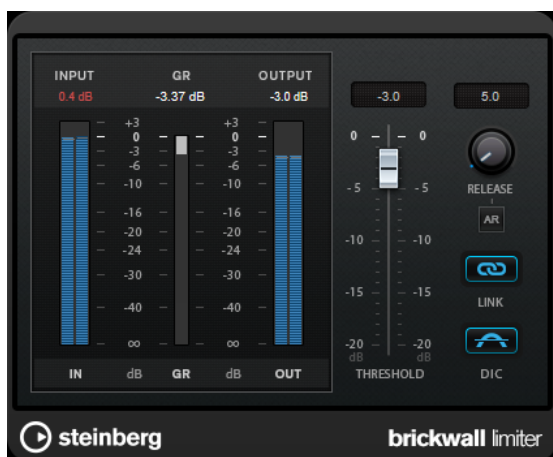 INPUT GR OUTPUT
0.4 dB -3.37 dB -3.0 dB -3.0 5.0
+3 +3
0 0 0 0
-3 -3
-6 -6
-10 -10 -5 -5 RELEASE
AR
-16 -16
-20 -20
-24 -24 -10 -10
-30 -30
LINK
-15 -15
-40 -40
∞ ∞ -20 -20
dB dB
IN dB GR dB OUT THRESHOLD DIC
steinberg brickwall limiter